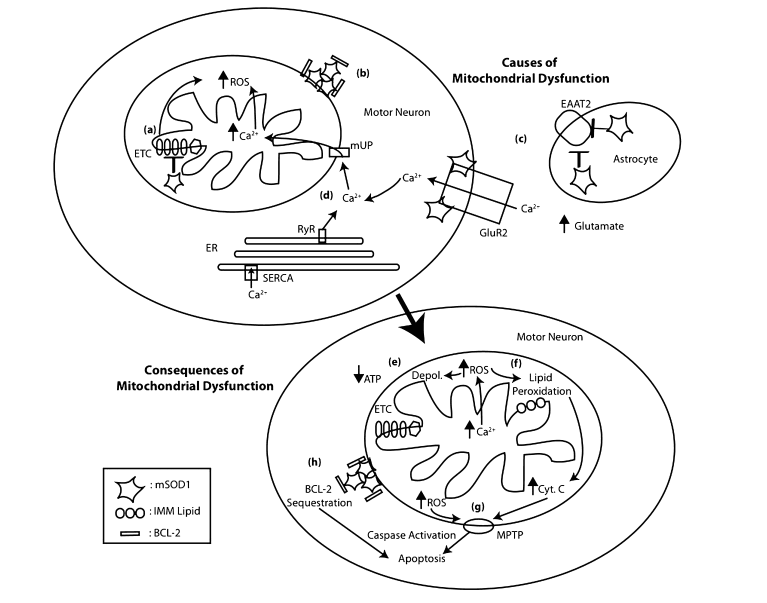 Causes of
Mitochondrial Dysfunction
(b)
ROS
Motor Neuron
EAAT2
(a)
Ca²⁺
(c)
ETC
mUP
Astrocyte
Ca²⁺
(d)
Ca²⁺
Ca²⁻
RyR
GluR2
Glutamate
ER
SERCA
Ca²⁻
Motor Neuron
Consequences of
Mitochondrial Dysfunction
(e)
(f)
ATP
Depol.
ROS
Lipid
Peroxidation
ETC
Ca²⁺
(h)
: mSOD1
: IMM Lipid
: BCL-2
BCL-2
Sequestration
ROS
(g)
Cyt. C
Caspase Activation
MPTP
Apoptosis